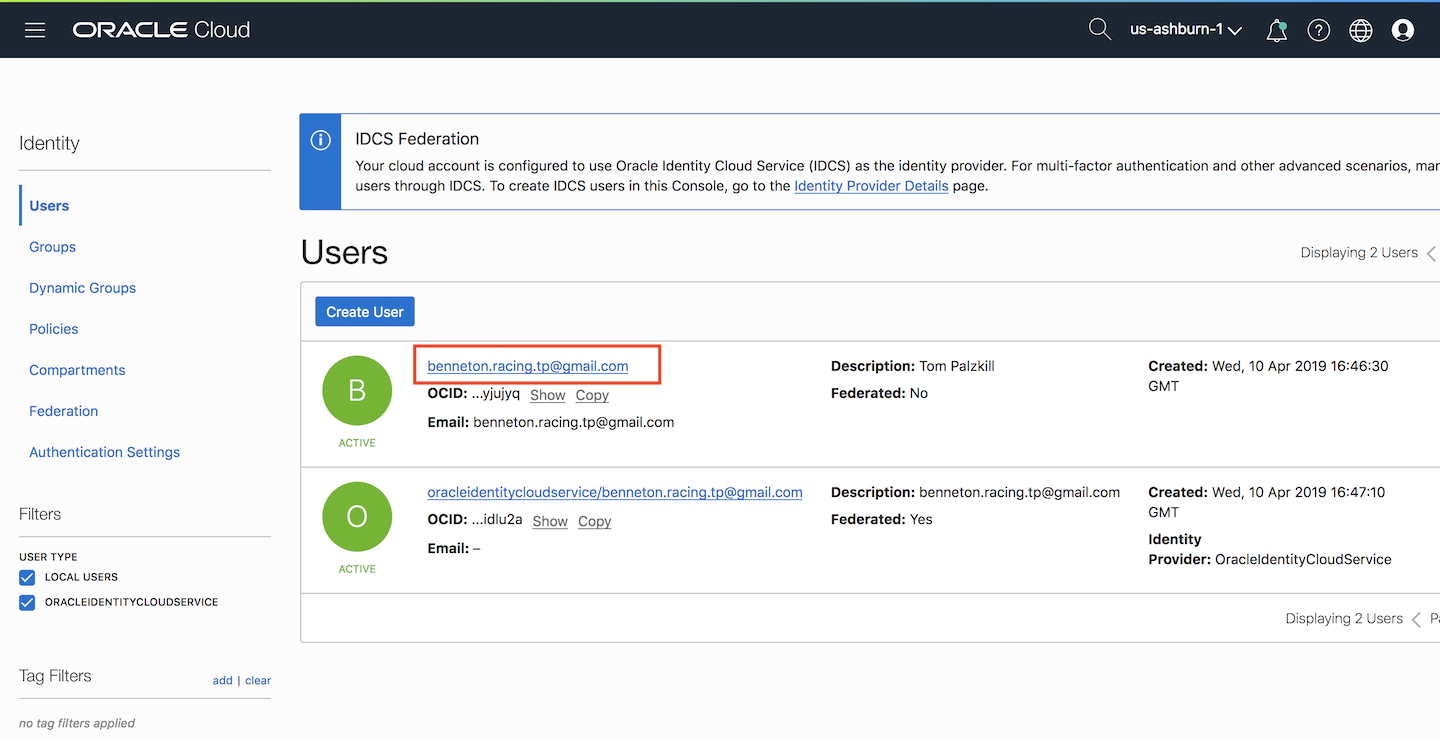 ORACLE Cloud
us-ashburn-1
Identity
Users
Groups
Dynamic Groups
Policies
Compartments
Federation
Authentication Settings
Filters
USER TYPE
LOCAL USERS
ORACLEIDENTITYCLOUDSERVICE
Tag Filters
add | clear
no tag filters applied
IDCS Federation
Your cloud account is configured to use Oracle Identity Cloud Service (IDCS) as the identity provider. For multi-factor authentication and other advanced scenarios, mar
users through IDCS. To create IDCS users in this Console, go to the Identity Provider Details page.
Users
Displaying 2 Users
Create User
B
ACTIVE
benneton.racing.tp@gmail.com
OCID: ...yjujyq Show Copy
Email: benneton.racing.tp@gmail.com
Description: Tom Palzkill
Federated: No
Created: Wed, 10 Apr 2019 16:46:30
GMT
O
ACTIVE
oracleidentitycloudservice/benneton.racing.tp@gmail.com
OCID: ...idlu2a Show Copy
Email: –
Description: benneton.racing.tp@gmail.com
Federated: Yes
Created: Wed, 10 Apr 2019 16:47:10
GMT
Identity
Provider: OracleIdentityCloudService
Displaying 2 Users